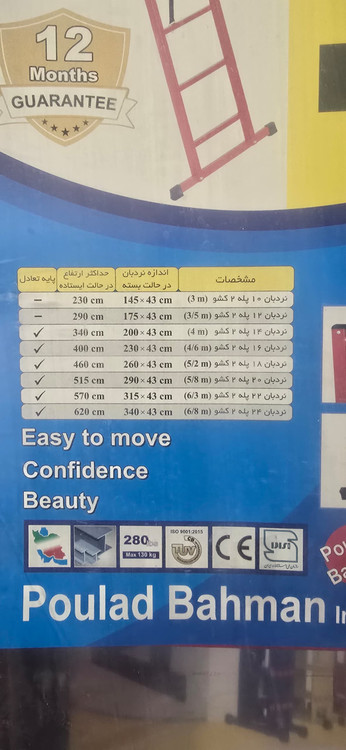 12
Months
GUARANTEE
مشخصات اندازه نردبان در حالت بسته حداکثر ارتفاع در حالت ایستاده پایه تعادل
نردبان ۱۰ پله ۲ کشو (3 m) 145×43 cm 230 cm –
نردبان ۱۲ پله ۲ کشو (3/5 m) 175×43 cm 290 cm –
نردبان ۱۴ پله ۲ کشو (4 m) 200×43 cm 340 cm ✓
نردبان ۱۶ پله ۲ کشو (4/6 m) 230×43 cm 400 cm ✓
نردبان ۱۸ پله ۲ کشو (5/2 m) 260×43 cm 460 cm ✓
نردبان ۲۰ پله ۲ کشو (5/8 m) 290×43 cm 515 cm ✓
نردبان ۲۲ پله ۲ کشو (6/3 m) 315×43 cm 570 cm ✓
نردبان ۲۴ پله ۲ کشو (6/8 m) 340×43 cm 620 cm ✓
Easy to move
Confidence
Beauty
280
Max 130 kg
ISO 9001:2015
TUV
CE
Poulad Bahman